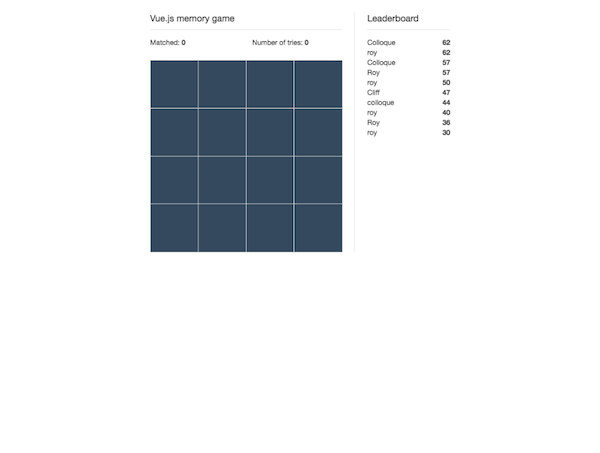 Vue.js memory game
Matched: 0 Number of tries: 0
Leaderboard
Colloque 62
roy 62
Colloque 57
Roy 57
roy 50
Cliff 47
colloque 44
roy 40
Roy 36
roy 30